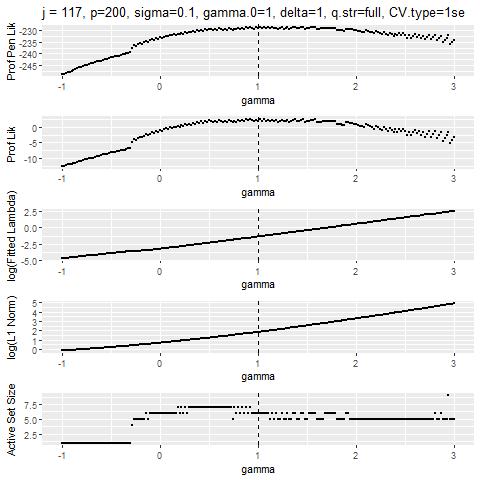 j = 117, p=200, sigma=0.1, gamma.0=1, delta=1, q.str=full, CV.type=1se
Prof Pen Lik
-230
-235
-240
-245
-1 0 1 2 3
gamma
Prof Lik
0
-5
-10
-1 0 1 2 3
gamma
log(Fitted Lambda)
2.5
0.0
-2.5
-5.0
-1 0 1 2 3
gamma
log(L1 Norm)
5
4
3
2
1
0
-1 0 1 2 3
gamma
Active Set Size
7.5
5.0
2.5
-1 0 1 2 3
gamma